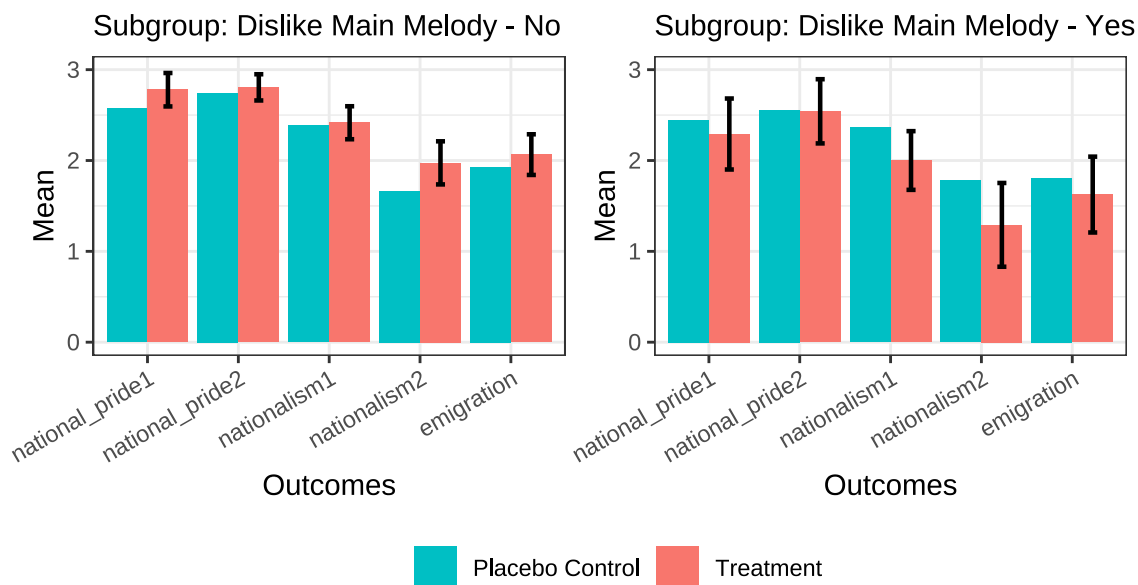 Subgroup: Dislike Main Melody - No
Mean
3
2
1
0
national_pride1
national_pride2
nationalism1
nationalism2
emigration
Outcomes
Subgroup: Dislike Main Melody - Yes
Mean
3
2
1
0
national_pride1
national_pride2
nationalism1
nationalism2
emigration
Outcomes
Placebo Control
Treatment